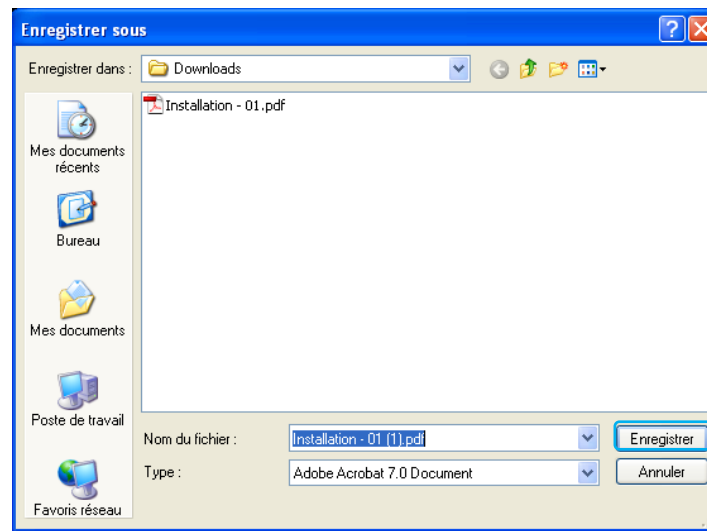 Enregistrer sous
Enregistrer dans : Downloads
Installation - 01.pdf
Mes documents
récents
Bureau
Mes documents
Poste de travail
Favoris réseau
Nom du fichier : Installation - 01 (1).pdf Enregistrer
Type : Adobe Acrobat 7.0 Document Annuler